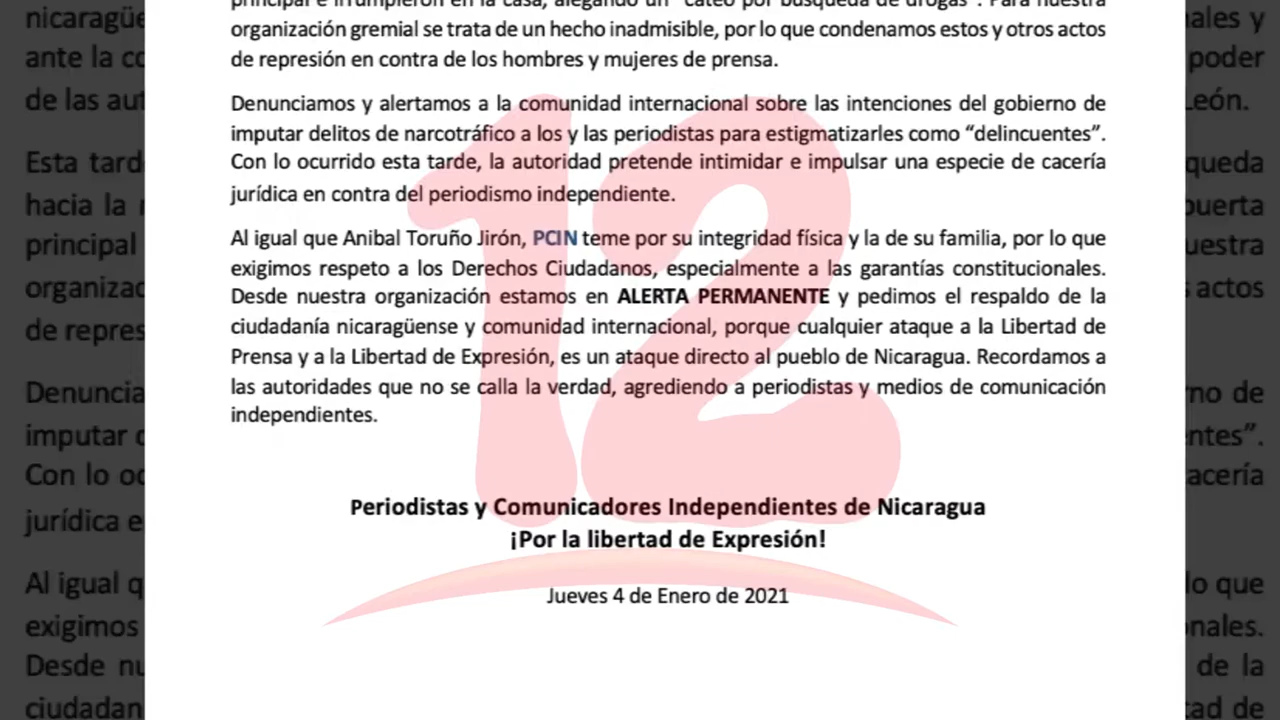 principal e irrumpieron en la casa, alegando un "cateo por búsqueda de drogas". Para nuestra
organización gremial se trata de un hecho inadmisible, por lo que condenamos estos y otros actos
de represión en contra de los hombres y mujeres de prensa.
Denunciamos y alertamos a la comunidad internacional sobre las intenciones del gobierno de
imputar delitos de narcotráfico a los y las periodistas para estigmatizarles como “delincuentes”.
Con lo ocurrido esta tarde, la autoridad pretende intimidar e impulsar una especie de cacería
jurídica en contra del periodismo independiente.
Al igual que Anibal Toruño Jirón, PCIN teme por su integridad física y la de su familia, por lo que
exigimos respeto a los Derechos Ciudadanos, especialmente a las garantías constitucionales.
Desde nuestra organización estamos en ALERTA PERMANENTE y pedimos el respaldo de la
ciudadanía nicaragüense y comunidad internacional, porque cualquier ataque a la Libertad de
Prensa y a la Libertad de Expresión, es un ataque directo al pueblo de Nicaragua. Recordamos a
las autoridades que no se calla la verdad, agrediendo a periodistas y medios de comunicación
independientes.
12
Periodistas y Comunicadores Independientes de Nicaragua
¡Por la libertad de Expresión!
Jueves 4 de Enero de 2021